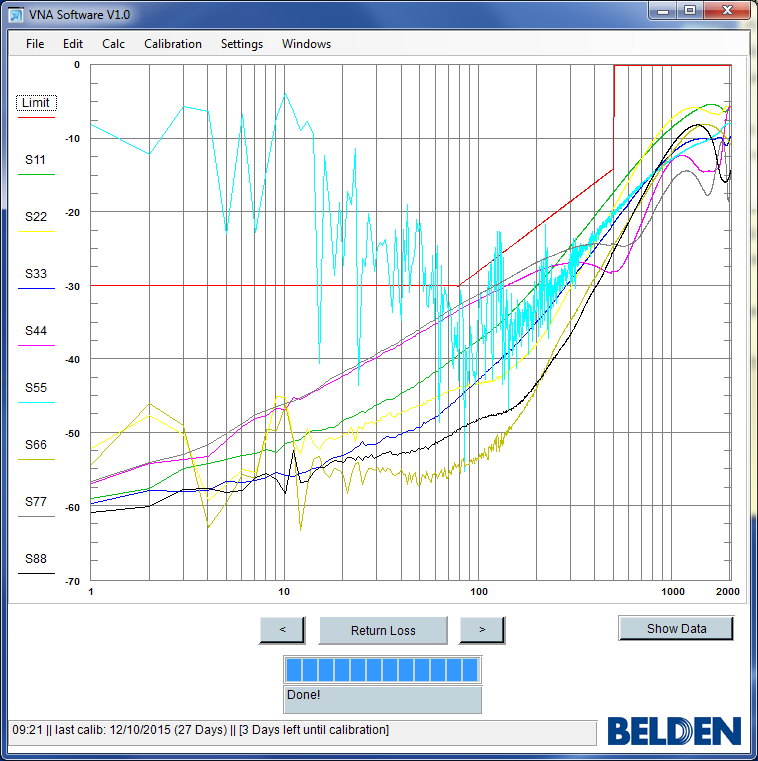 VNA Software V1.0
File Edit Calc Calibration Settings Windows
Limit
S11
S22
S33
S44
S55
S66
S77
S88
0
-10
-20
-30
-40
-50
-60
-70
1 10 100 1000 2000
< Return Loss > Show Data
Done!
09:21 || last calib: 12/10/2015 (27 Days) || [3 Days left until calibration]
BELDEN